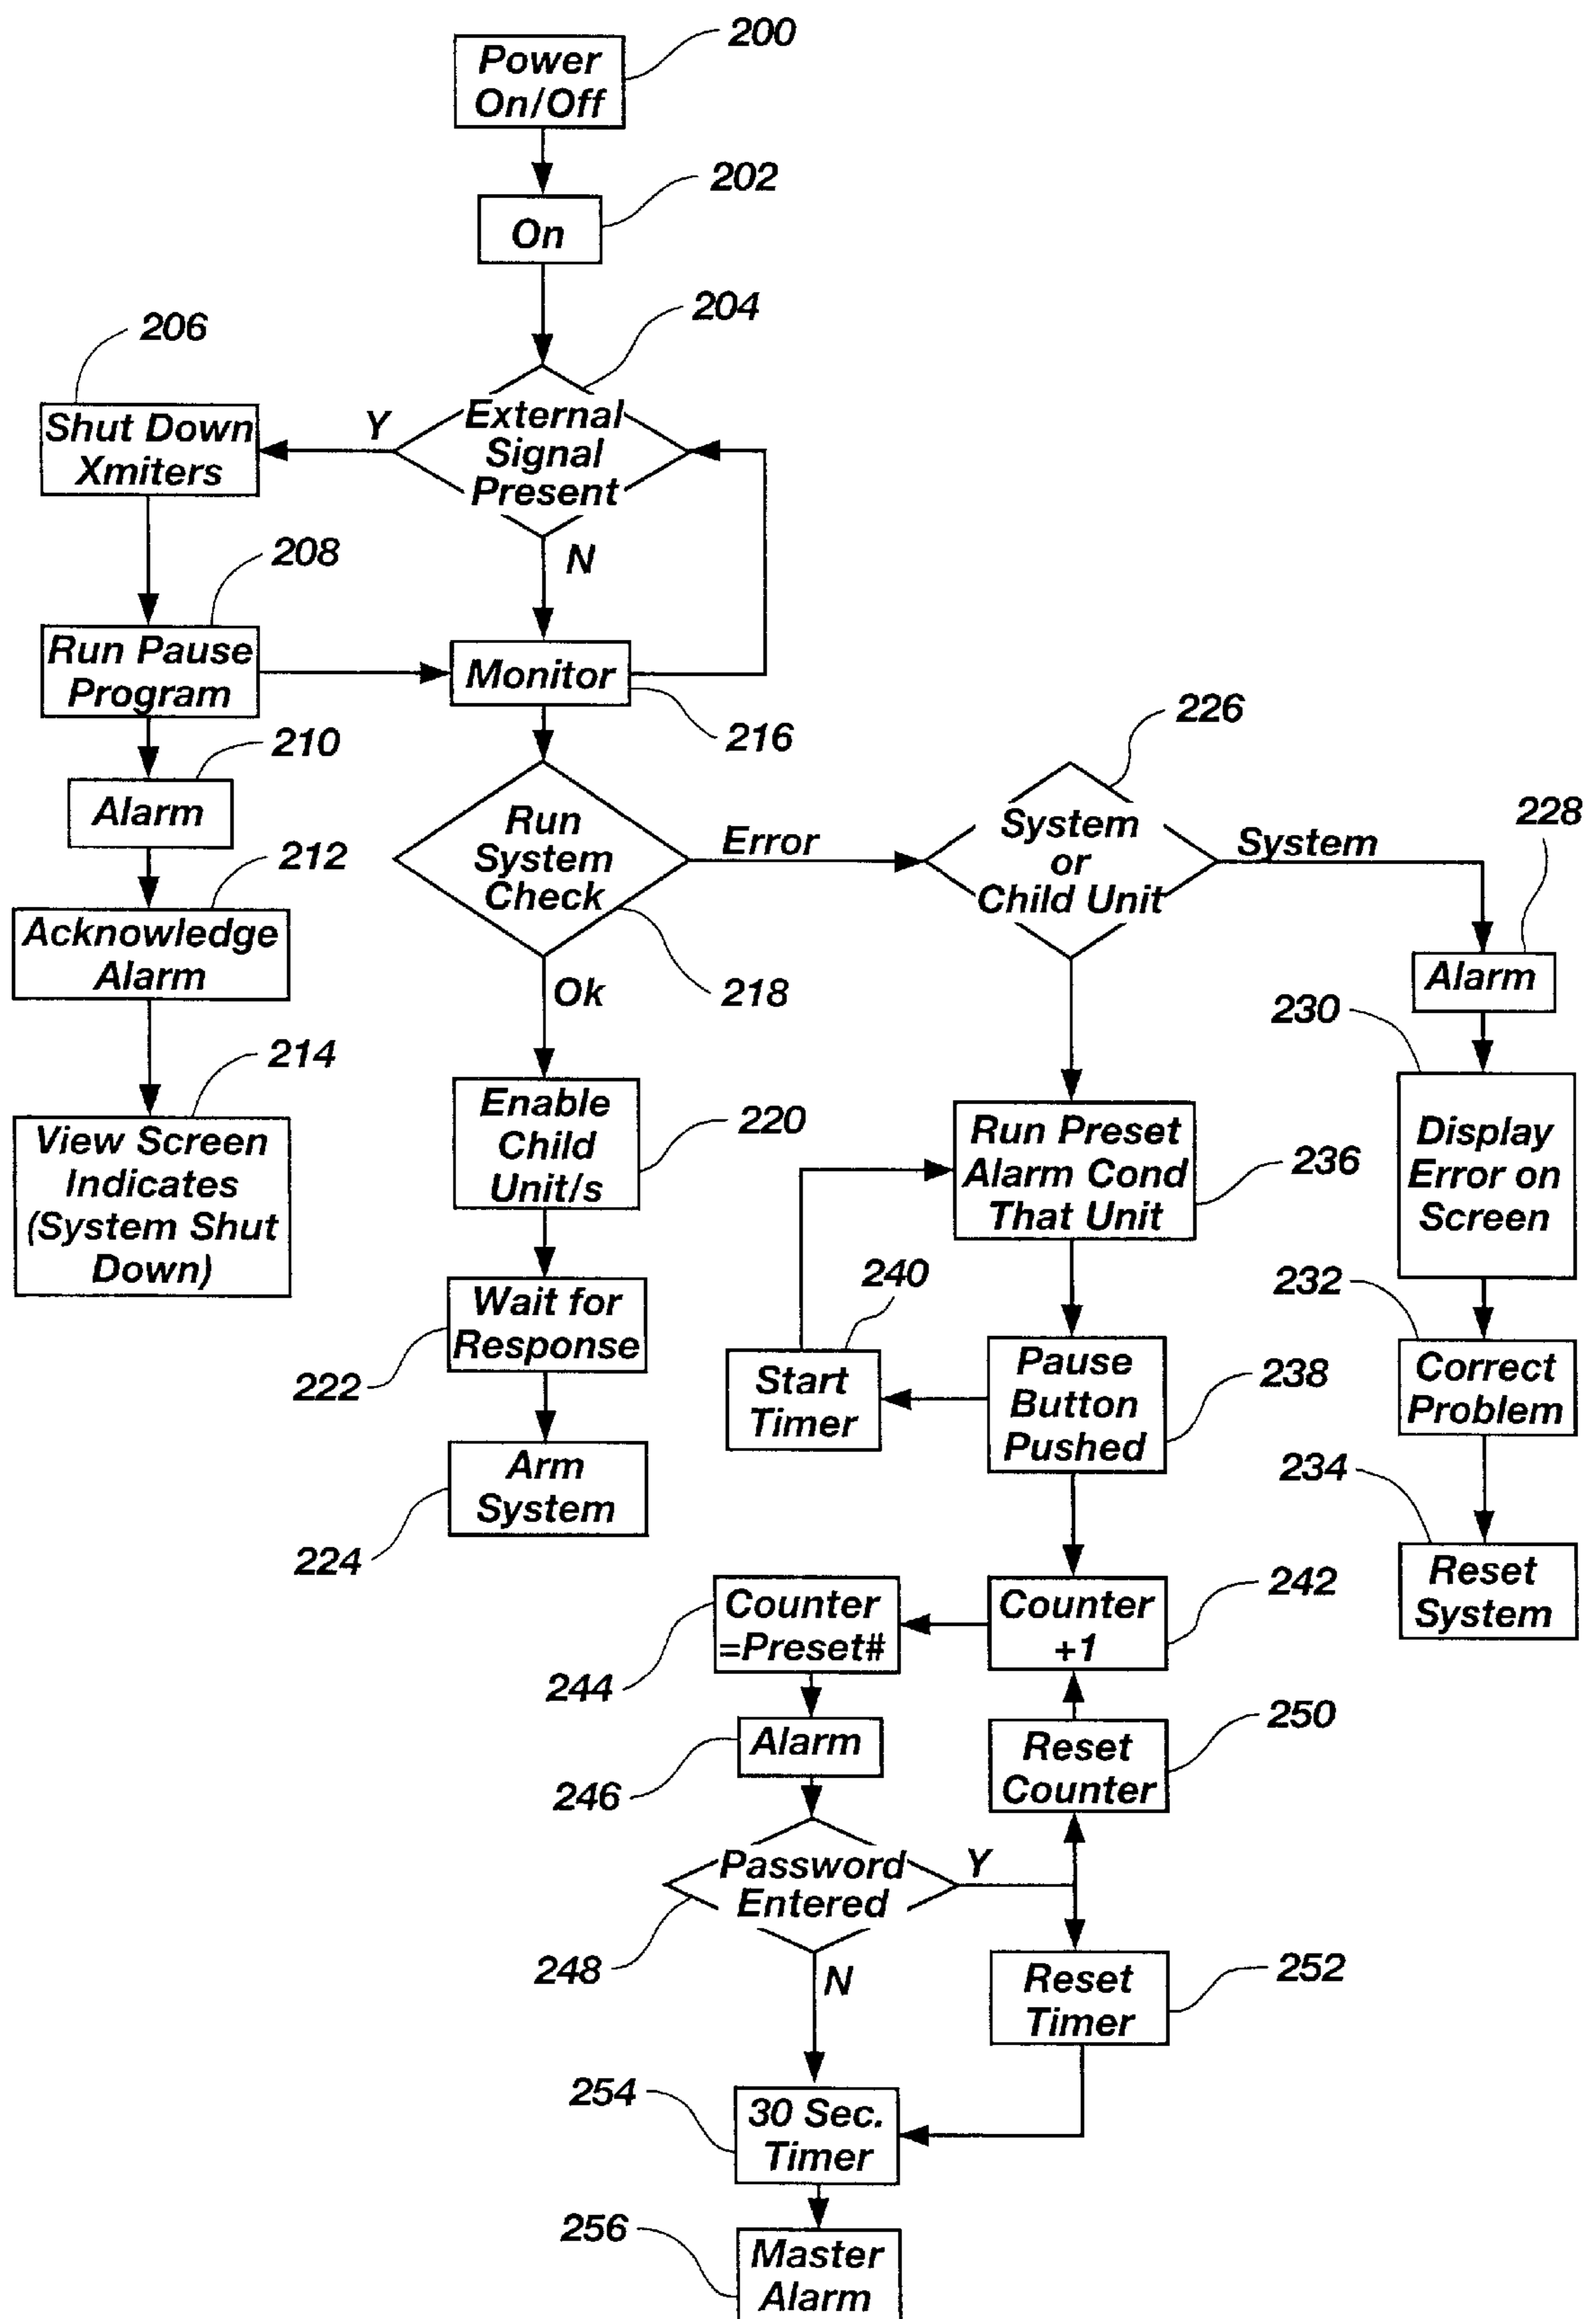 200
Power
On/Off
202
On
204
206
Shut Down
Xmiters
Y
External
Signal
Present
N
208
Run Pause
Program
Monitor
216
226
210
Alarm
Run
System
Check
Error
System
or
Child Unit
System
228
212
Acknowledge
Alarm
218
Ok
Alarm
230
214
View Screen
Indicates
(System Shut
Down)
Enable
Child
Unit/s
220
Run Preset
Alarm Cond
That Unit
236
Display
Error on
Screen
240
232
Wait for
Response
222
Start
Timer
Pause
Button
Pushed
238
Correct
Problem
234
Arm
System
224
Reset
System
Counter
=Preset#
244
Counter
+1
242
Alarm
246
Reset
Counter
250
Password
Entered
Y
248
N
Reset
Timer
252
254
30 Sec.
Timer
256
Master
Alarm